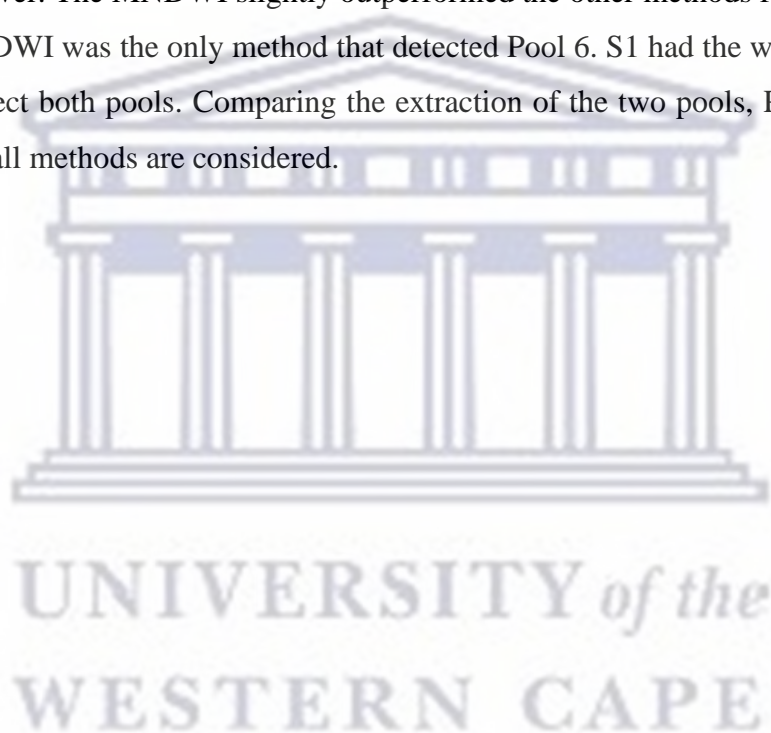 ver. The MNDWI slightly outperformed the other methods
DWI was the only method that detected Pool 6. S1 had the w
ect both pools. Comparing the extraction of the two pools,
all methods are considered.
UNIVERSITY of the
WESTERN CAPE